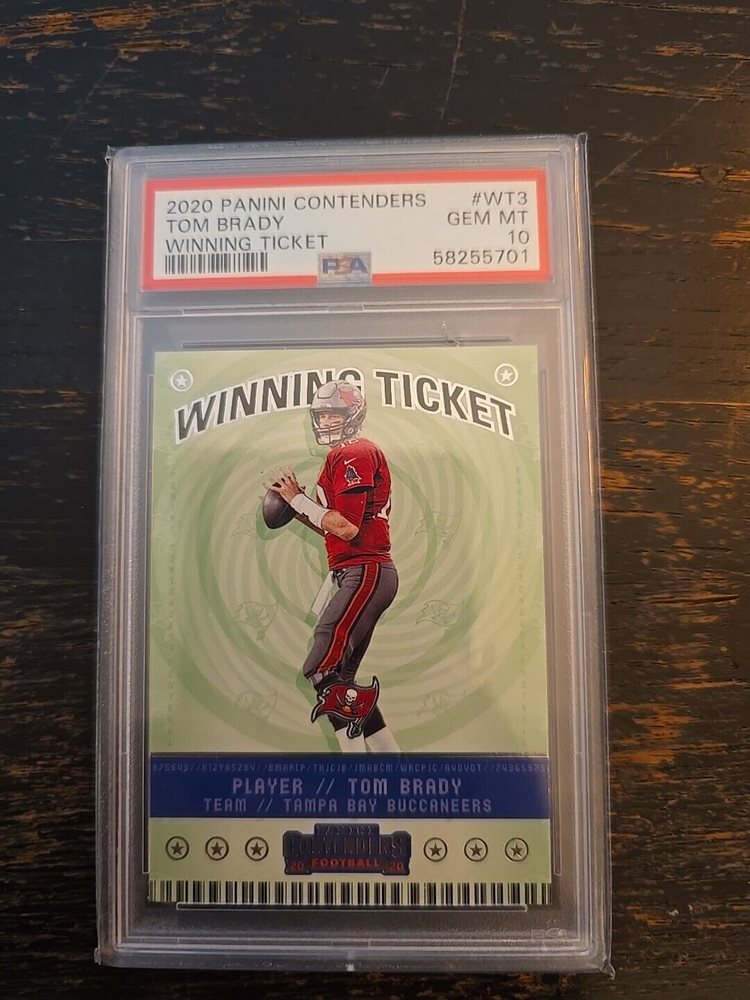 2020 PANINI CONTENDERS #WT3
TOM BRADY GEM MT
WINNING TICKET 10
58255701
PSA
WINNING TICKET
PLAYER // TOM BRADY
TEAM // TAMPA BAY BUCCANEERS
PANINI
CONTENDERS
20 FOOTBALL 20